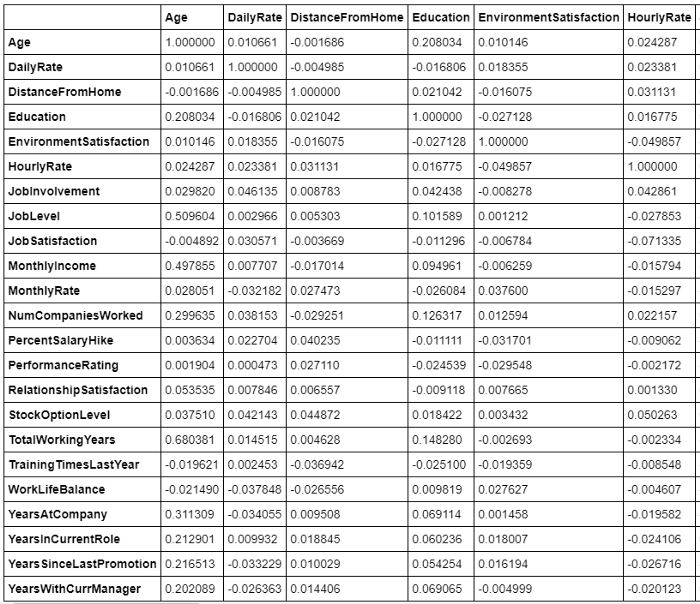 Age DailyRate DistanceFromHome Education EnvironmentSatisfaction HourlyRate
Age 1.000000 0.010661 -0.001686 0.208034 0.010146 0.024287
DailyRate 0.010661 1.000000 -0.004985 -0.016806 0.018355 0.023381
DistanceFromHome -0.001686 -0.004985 1.000000 0.021042 -0.016075 0.031131
Education 0.208034 -0.016806 0.021042 1.000000 -0.027128 0.016775
EnvironmentSatisfaction 0.010146 0.018355 -0.016075 -0.027128 1.000000 -0.049857
HourlyRate 0.024287 0.023381 0.031131 0.016775 -0.049857 1.000000
JobInvolvement 0.029820 0.046135 0.008783 0.042438 -0.008278 0.042861
JobLevel 0.509604 0.002966 0.005303 0.101589 0.001212 -0.027853
JobSatisfaction -0.004892 0.030571 -0.003669 -0.011296 -0.006784 -0.071335
MonthlyIncome 0.497855 0.007707 -0.017014 0.094961 -0.006259 -0.015794
MonthlyRate 0.028051 -0.032182 0.027473 -0.026084 0.037600 -0.015297
NumCompaniesWorked 0.299635 0.038153 -0.029251 0.126317 0.012594 0.022157
PercentSalaryHike 0.003634 0.022704 0.040235 -0.011111 -0.031701 -0.009062
PerformanceRating 0.001904 0.000473 0.027110 -0.024539 -0.029548 -0.002172
RelationshipSatisfaction 0.053535 0.007846 0.006557 -0.009118 0.007665 0.001330
StockOptionLevel 0.037510 0.042143 0.044872 0.018422 0.003432 0.050263
TotalWorkingYears 0.680381 0.014515 0.004628 0.148280 -0.002693 -0.002334
TrainingTimesLastYear -0.019621 0.002453 -0.036942 -0.025100 -0.019359 -0.008548
WorkLifeBalance -0.021490 -0.037848 -0.026556 0.009819 0.027627 -0.004607
YearsAtCompany 0.311309 -0.034055 0.009508 0.069114 0.001458 -0.019582
YearsInCurrentRole 0.212901 0.009932 0.018845 0.060236 0.018007 -0.024106
YearsSinceLastPromotion 0.216513 -0.033229 0.010029 0.054254 0.016194 -0.026716
YearsWithCurrManager 0.202089 -0.026363 0.014406 0.069065 -0.004999 -0.020123